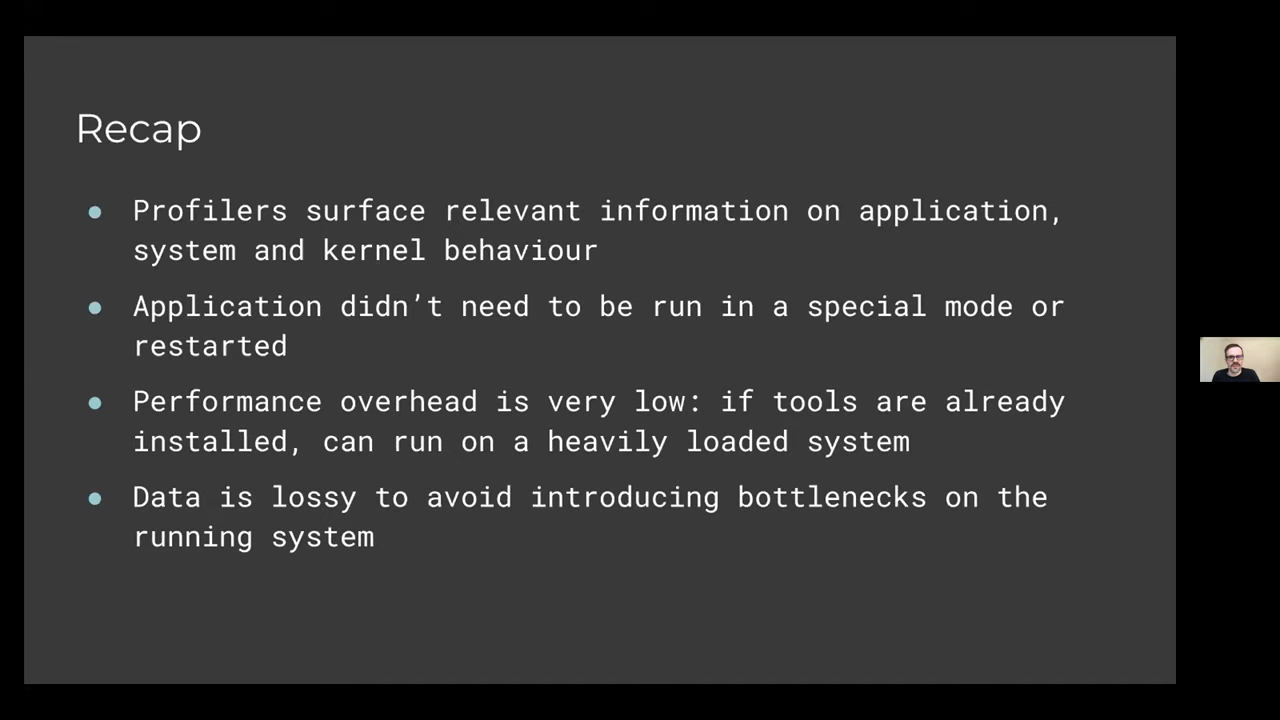 Recap
● Profilers surface relevant information on application,
system and kernel behaviour
● Application didn’t need to be run in a special mode or
restarted
● Performance overhead is very low: if tools are already
installed, can run on a heavily loaded system
● Data is lossy to avoid introducing bottlenecks on the
running system